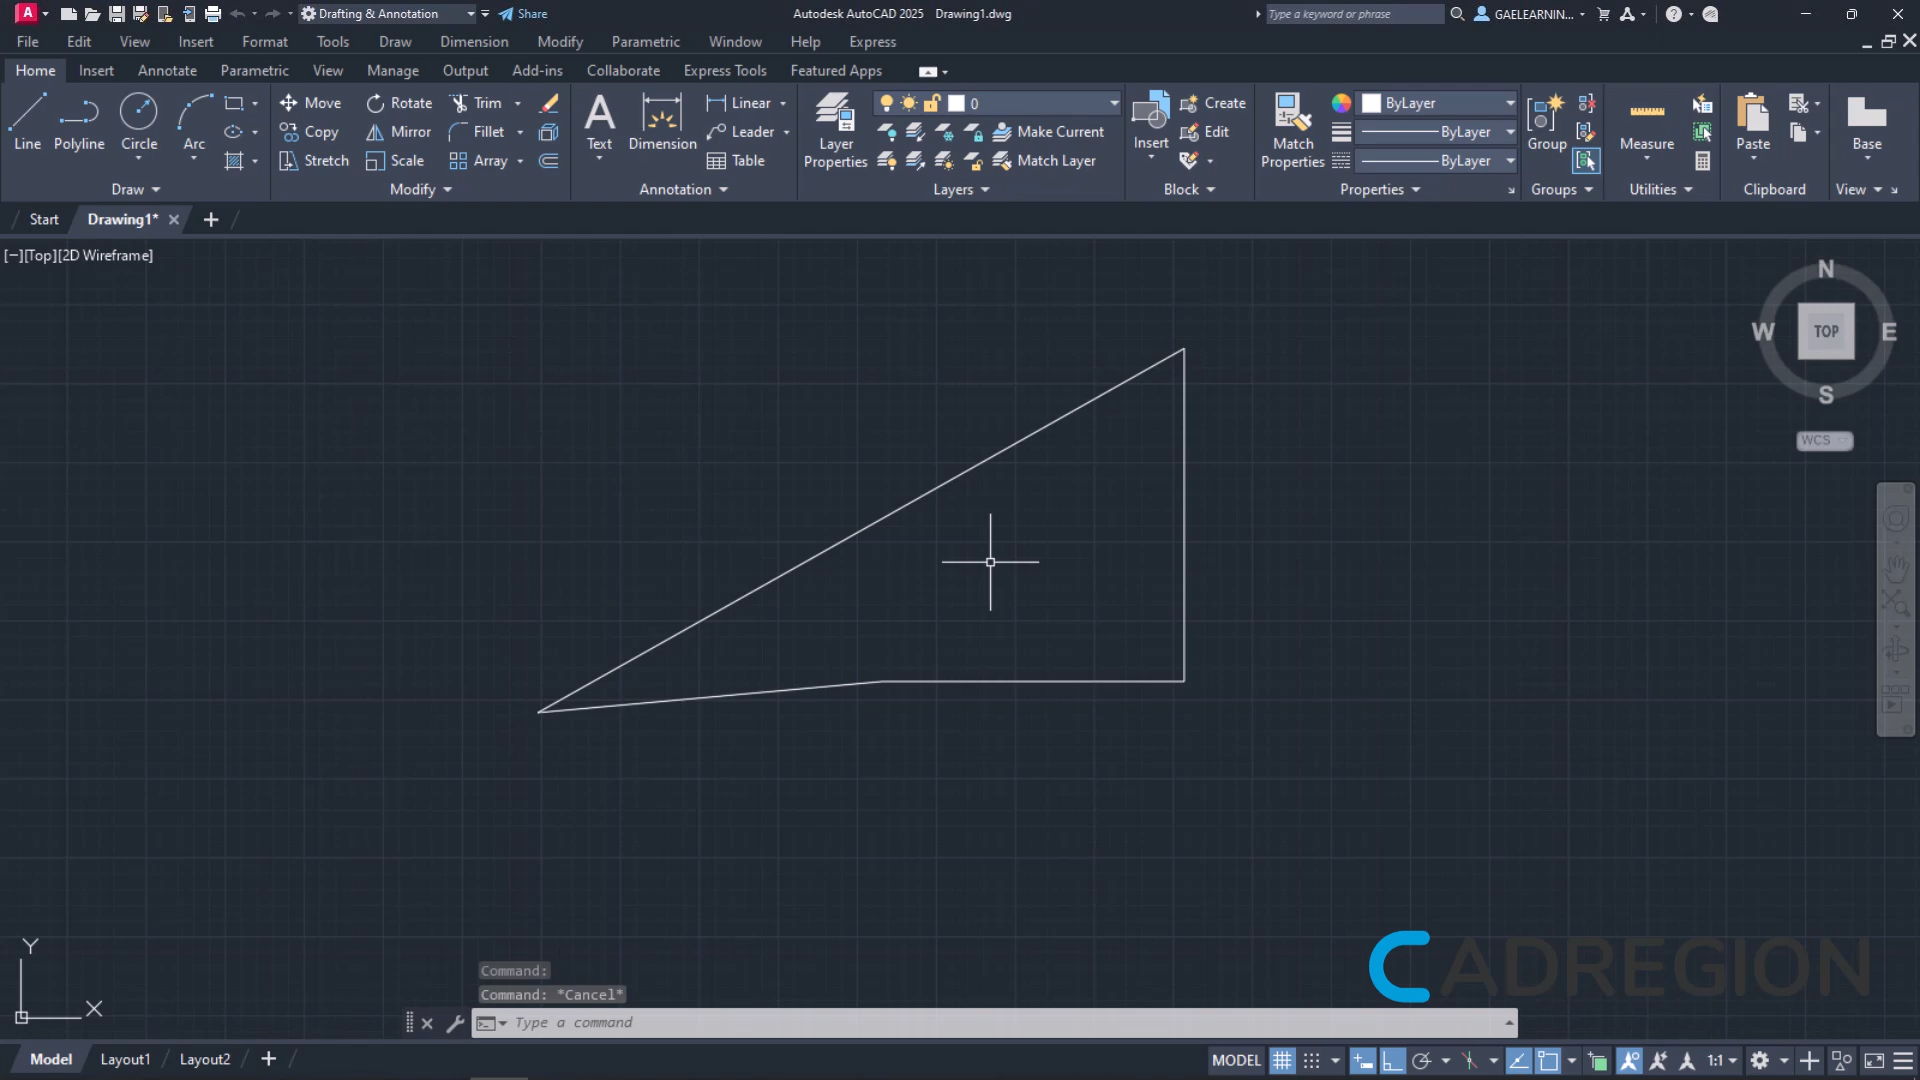 A Drafting & Annotation Share Autodesk AutoCAD 2025 Drawing1.dwg Type a keyword or phrase GAELEARNIN...
File Edit View Insert Format Tools Draw Dimension Modify Parametric Window Help Express
Home Insert Annotate Parametric View Manage Output Add-ins Collaborate Express Tools Featured Apps
Line Polyline Circle Arc
Move Rotate Trim
Copy Mirror Fillet
Stretch Scale Array
A Text Dimension
Linear
Leader
Table
Layer Properties
0
Make Current
Match Layer
Insert
Create
Edit
Match Properties
ByLayer
ByLayer
ByLayer
Group
Measure
Paste
Base
Draw Modify Annotation Layers Block Properties Groups Utilities Clipboard View
Start Drawing1*
[−][Top][2D Wireframe]
N
W TOP E
S
WCS
Y
X
CADREGION
Command:
Command: *Cancel*
Type a command
Model Layout1 Layout2 MODEL 1:1